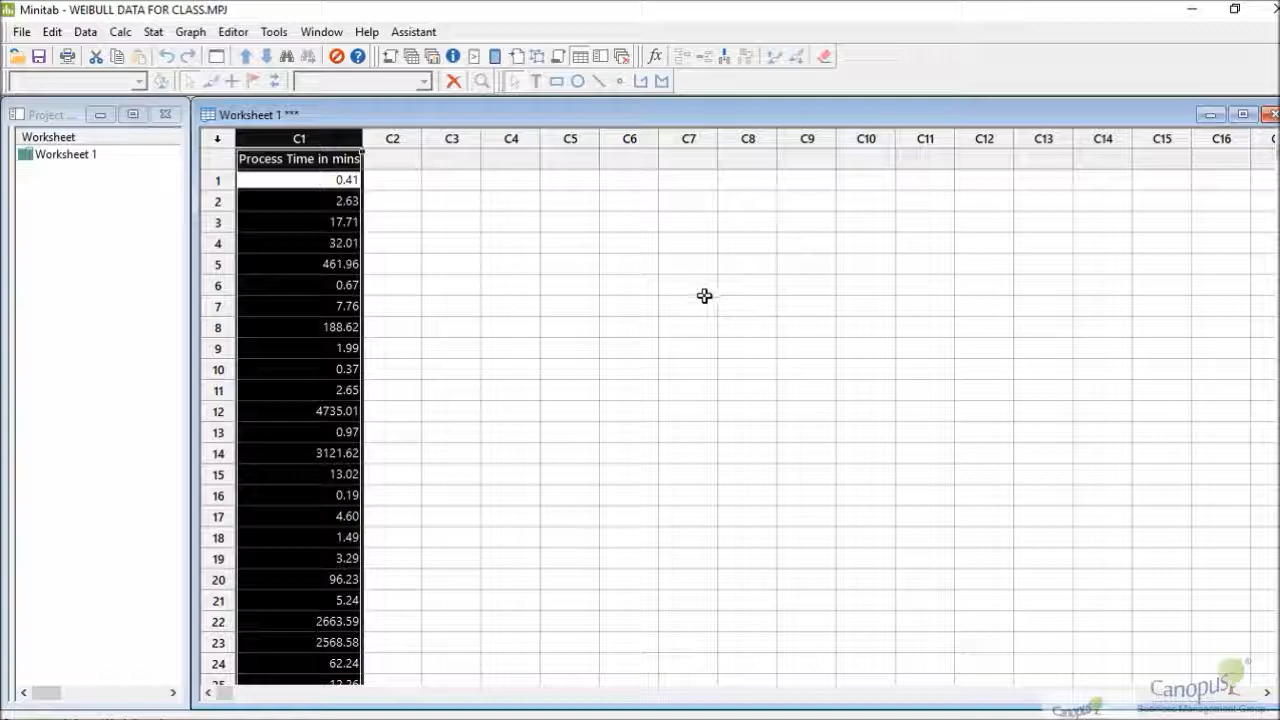 Minitab - WEIBULL DATA FOR CLASS.MPJ
File Edit Data Calc Stat Graph Editor Tools Window Help Assistant
Project ...
Worksheet 1 ***
Worksheet
Worksheet 1
C1 C2 C3 C4 C5 C6 C7 C8 C9 C10 C11 C12 C13 C14 C15 C16
Process Time in mins
1 0.41
2 2.63
3 17.71
4 32.01
5 461.96
6 0.67
7 7.76
8 188.62
9 1.99
10 0.37
11 2.65
12 4735.01
13 0.97
14 3121.62
15 13.02
16 0.19
17 4.60
18 1.49
19 3.29
20 96.23
21 5.24
22 2663.59
23 2568.58
24 62.24
Canopus
Business Management Group
Canopus